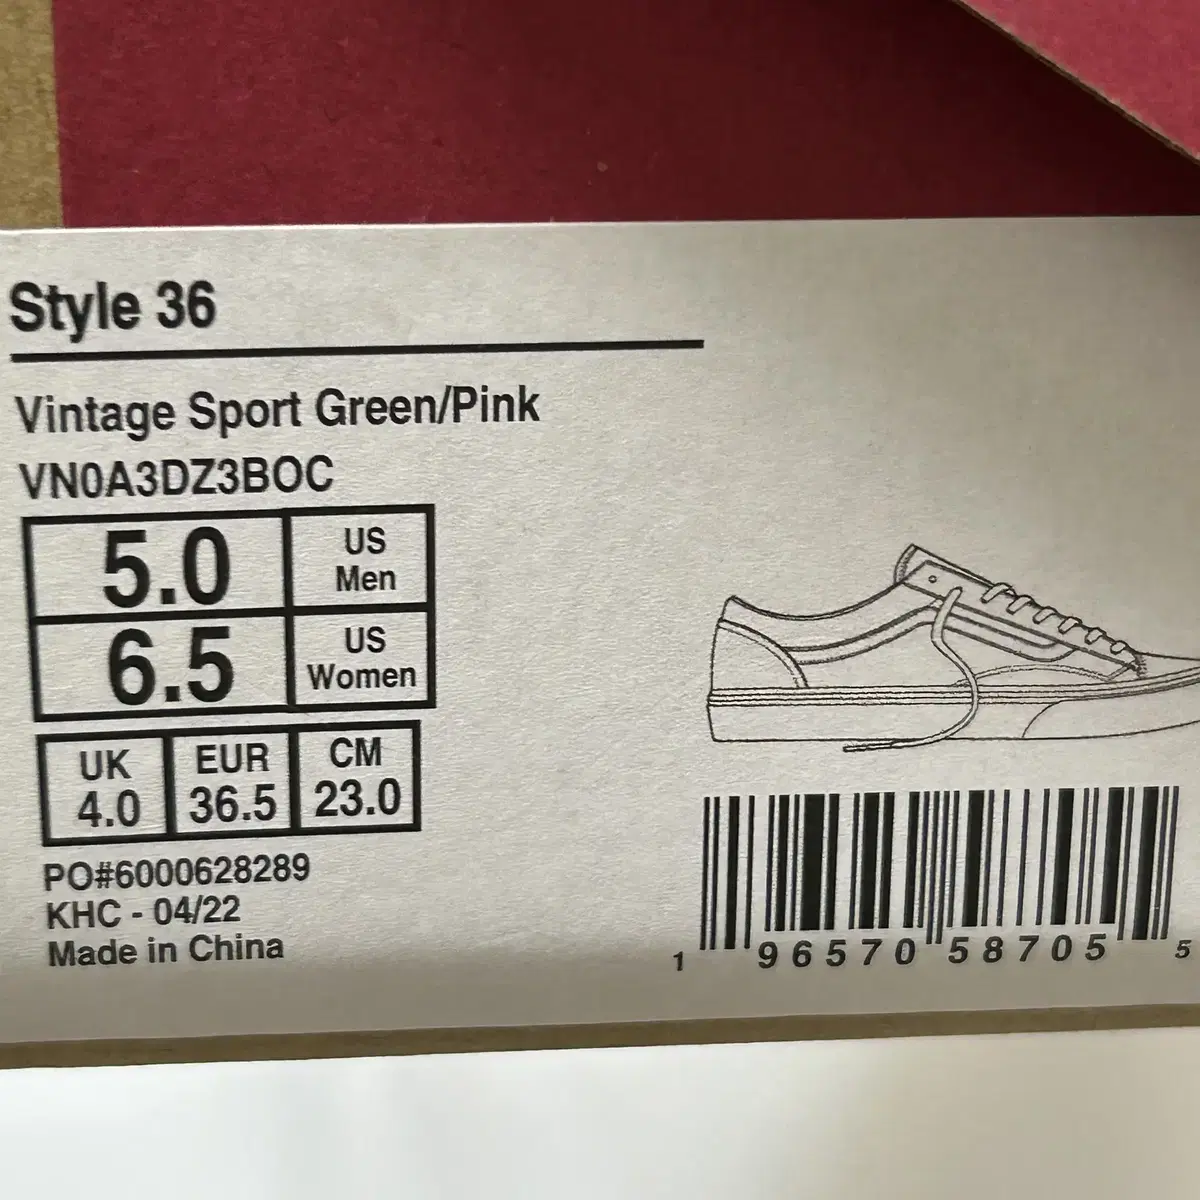 Style 36
Vintage Sport Green/Pink
VN0A3DZ3BOC
5.0 US Men
6.5 US Women
UK EUR CM
4.0 36.5 23.0
PO#6000628289
KHC - 04/22
Made in China
1 96570 58705 5